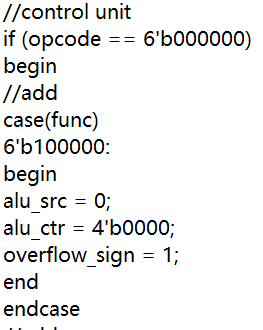 //control unit
if (opcode == 6'b000000)
begin
//add
case(func)
6'b100000:
begin
alu_src = 0;
alu_ctr = 4'b0000;
overflow_sign = 1;
end
endcase